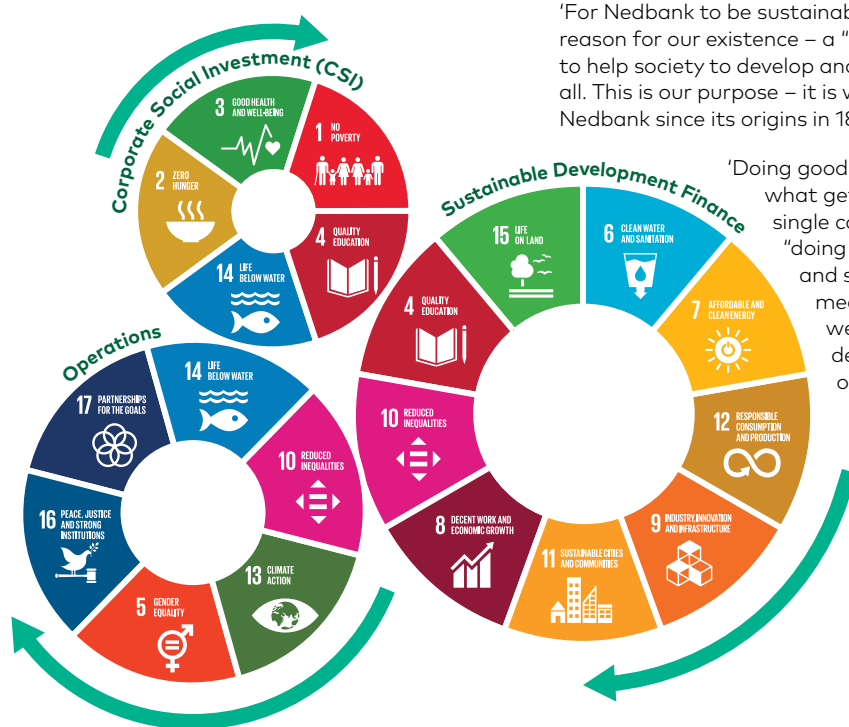 'For Nedbank to be sustainab
reason for our existence – a "
to help society to develop and
all. This is our purpose – it is w
Nedbank since its origins in 18
'Doing good
what get
single co
"doing
and s
mea
we
de
o
Corporate Social Investment (CSI)
3 GOOD HEALTH
AND WELL-BEING
1 NO
POVERTY
2 ZERO
HUNGER
4 QUALITY
EDUCATION
14 LIFE
BELOW WATER
Sustainable Development Finance
15 LIFE
ON LAND
6 CLEAN WATER
AND SANITATION
4 QUALITY
EDUCATION
7 AFFORDABLE AND
CLEAN ENERGY
10 REDUCED
INEQUALITIES
12 RESPONSIBLE
CONSUMPTION
AND PRODUCTION
8 DECENT WORK AND
ECONOMIC GROWTH
9 INDUSTRY, INNOVATION
AND INFRASTRUCTURE
11 SUSTAINABLE CITIES
AND COMMUNITIES
Operations
17 PARTNERSHIPS
FOR THE GOALS
14 LIFE
BELOW WATER
10 REDUCED
INEQUALITIES
16 PEACE, JUSTICE
AND STRONG
INSTITUTIONS
13 CLIMATE
ACTION
5 GENDER
EQUALITY